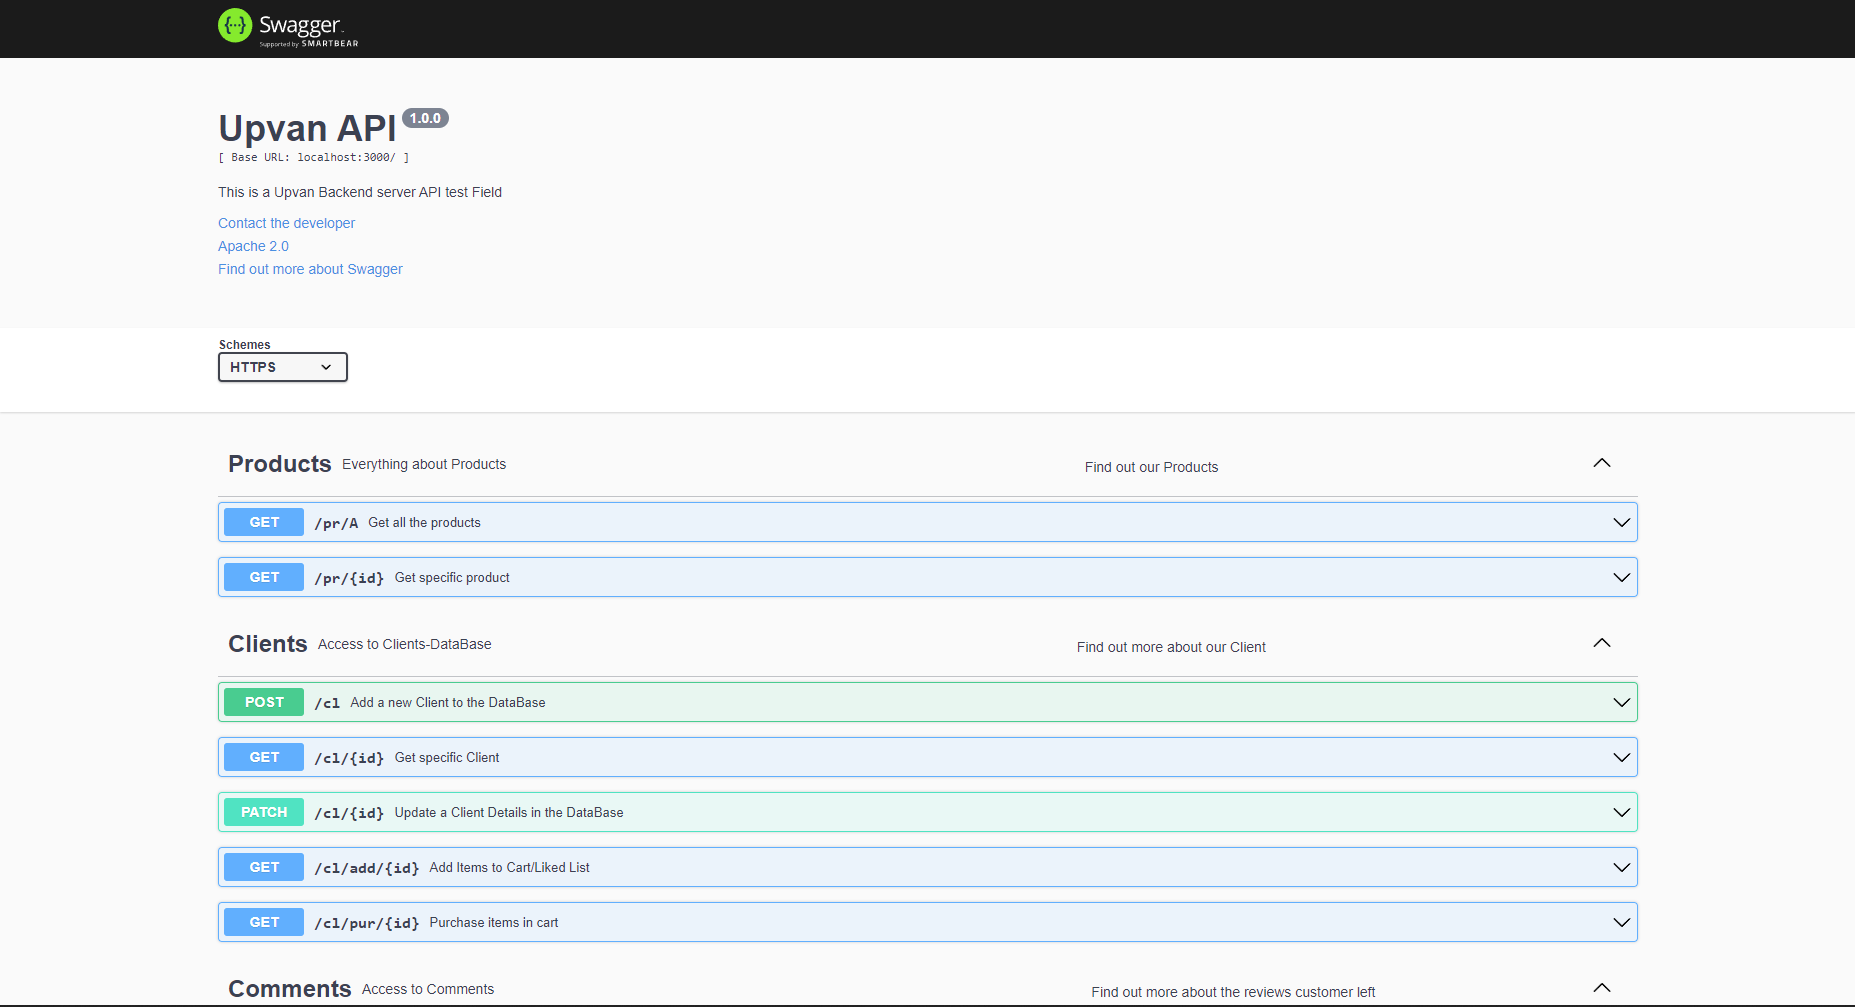 Swagger
Supported by SMARTBEAR
Upvan API 1.0.0
[ Base URL: localhost:3000/ ]
This is a Upvan Backend server API test Field
Contact the developer
Apache 2.0
Find out more about Swagger
Schemes
HTTPS
Products Everything about Products Find out our Products
GET /pr/A Get all the products
GET /pr/{id} Get specific product
Clients Access to Clients-DataBase Find out more about our Client
POST /cl Add a new Client to the DataBase
GET /cl/{id} Get specific Client
PATCH /cl/{id} Update a Client Details in the DataBase
GET /cl/add/{id} Add Items to Cart/Liked List
GET /cl/pur/{id} Purchase items in cart
Comments Access to Comments Find out more about the reviews customer left